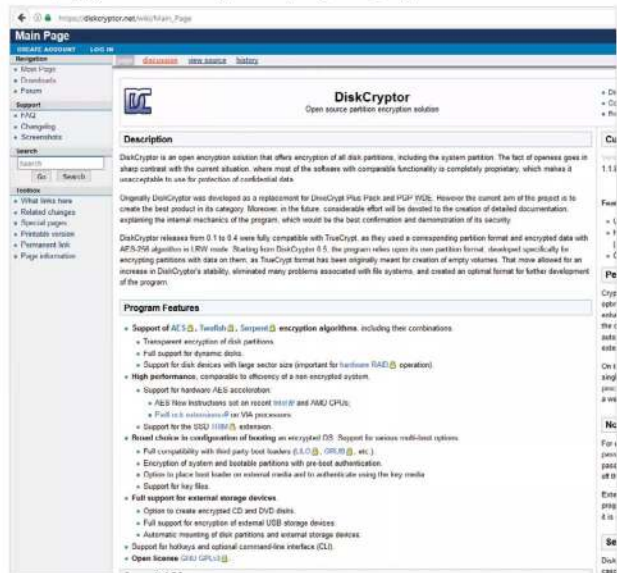 https://diskcryptor.net/wiki/Main_Page
Main Page
CREATE ACCOUNT LOG IN
Navigation
Main Page
Downloads
Forum
Support
FAQ
Changelog
Screenshots
Search
Search
Go Search
toolbox
What links here
Related changes
Special pages
Printable version
Permanent link
Page information
page discussion view source history
DiskCryptor
Open source partition encryption solution
Description
DiskCryptor is an open encryption solution that offers encryption of all disk partitions, including the system partition. The fact of openness goes in
sharp contrast with the current situation, where most of the software with comparable functionality is completely proprietary, which makes it
unacceptable to use for protection of confidential data.
Originally DiskCryptor was developed as a replacement for DriveCrypt Plus Pack and PGP WDE. However the current aim of the project is to
create the best product in its category. Moreover, in the future, considerable effort will be devoted to the creation of detailed documentation,
explaining the internal mechanics of the program, which would be the best confirmation and demonstration of its security.
DiskCryptor releases from 0.1 to 0.4 were fully compatible with TrueCrypt, as they used a corresponding partition format and encrypted data with
AES-256 algorithm in LRW mode. Starting from DiskCryptor 0.5, the program relies upon its own partition format, developed specifically for
encrypting partitions with data on them, as TrueCrypt format has been originally meant for creation of empty volumes. That move allowed for an
increase in DiskCryptor's stability, eliminated many problems associated with file systems, and created an optimal format for further development
of the program.
Program Features
Support of AES, Twofish, Serpent encryption algorithms, including their combinations.
Transparent encryption of disk partitions.
Full support for dynamic disks.
Support for disk devices with large sector size (important for hardware RAID operation).
High performance, comparable to efficiency of a non encrypted system.
Support for hardware AES acceleration:
AES New Instructions set on recent Intel and AMD CPUs;
PadLock extensions on VIA processors.
Support for the SSD TRIM extension.
Broad choice in configuration of booting an encrypted OS. Support for various multi-boot options.
Full compatibility with third party boot loaders (LILO, GRUB, etc.)
Encryption of system and bootable partitions with pre-boot authentication.
Option to place boot loader on external media and to authenticate using the key media
Support for key files.
Full support for external storage devices.
Option to create encrypted CD and DVD disks.
Full support for encryption of external USB storage devices.
Automatic mounting of disk partitions and external storage devices.
Support for hotkeys and optional command-line interface (CLI).
Open license GNU GPLv3.